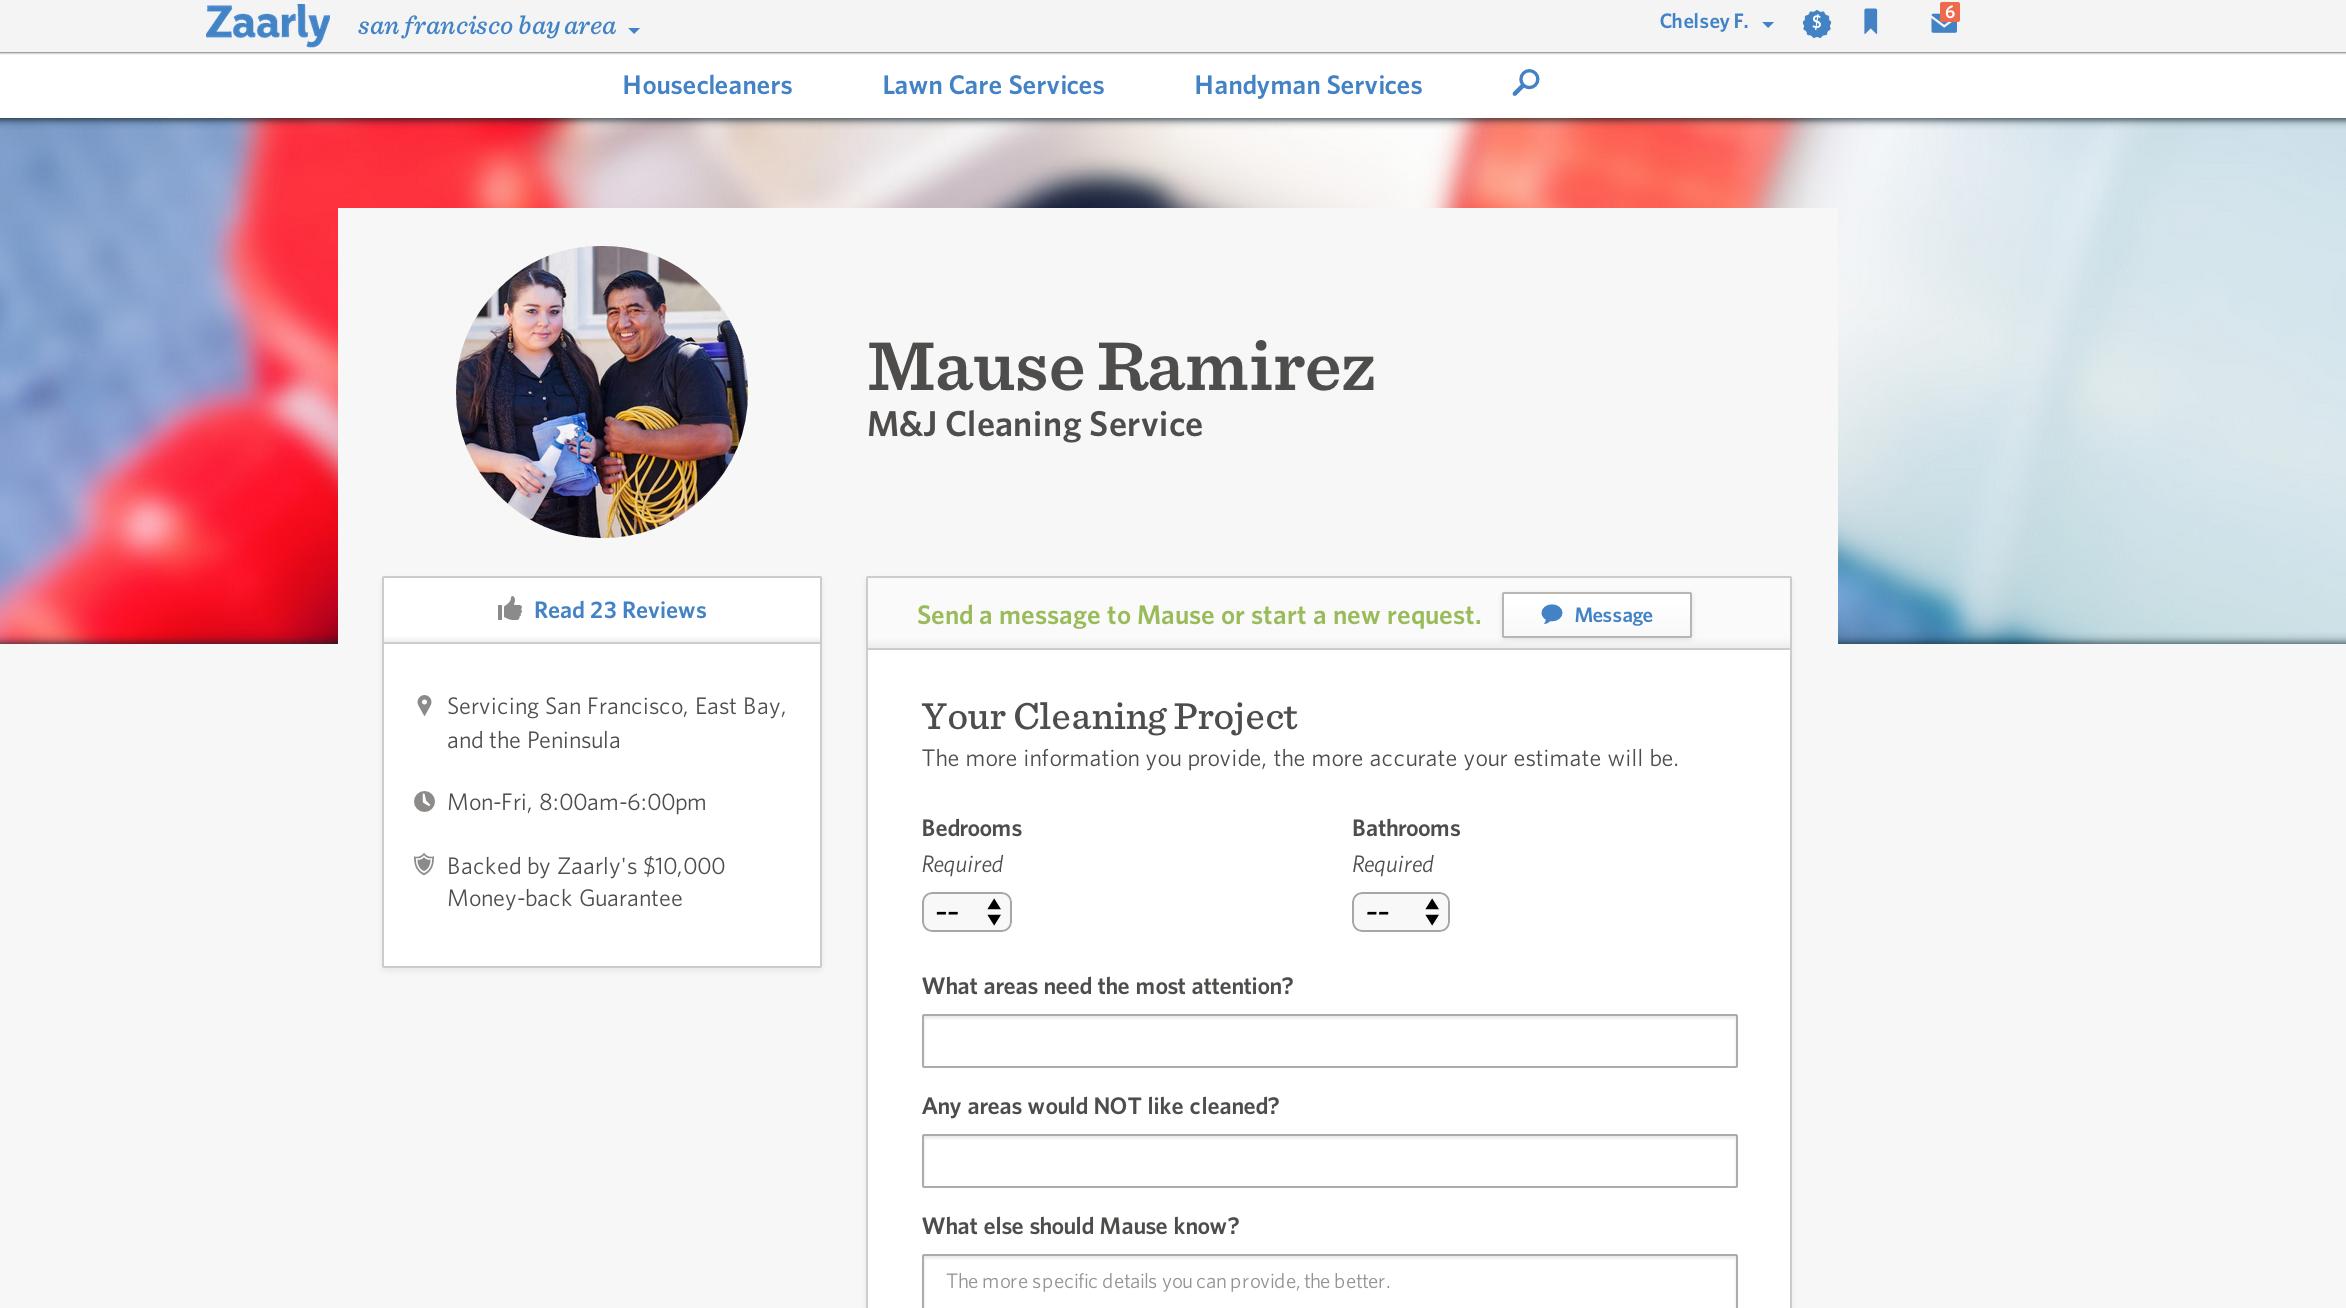 Zaarly
san francisco bay area
Chelsey F.
$
6
Housecleaners
Lawn Care Services
Handyman Services
Mause Ramirez
M&J Cleaning Service
Read 23 Reviews
Servicing San Francisco, East Bay,
and the Peninsula
Mon-Fri, 8:00am-6:00pm
Backed by Zaarly's $10,000
Money-back Guarantee
Send a message to Mause or start a new request.
Message
Your Cleaning Project
The more information you provide, the more accurate your estimate will be.
Bedrooms
Required
--
Bathrooms
Required
--
What areas need the most attention?
Any areas would NOT like cleaned?
What else should Mause know?
The more specific details you can provide, the better.